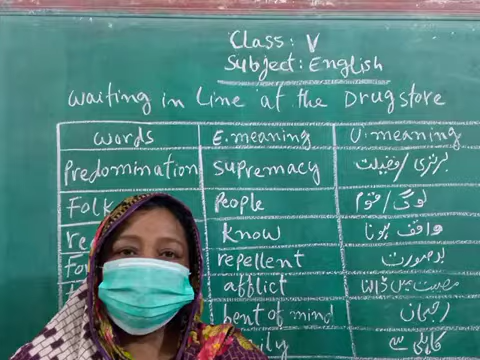 Class: V
Subject: English
Waiting in Line at the Drugstore
words E.meaning U.meaning
Predomination supremacy برتری / فضیلت
Folk People لوگ / قوم
know واقف ہونا
repellent بدصورت
afflict مصیبت میں ڈالنا
bent of mind رجحان
کاہلی سے